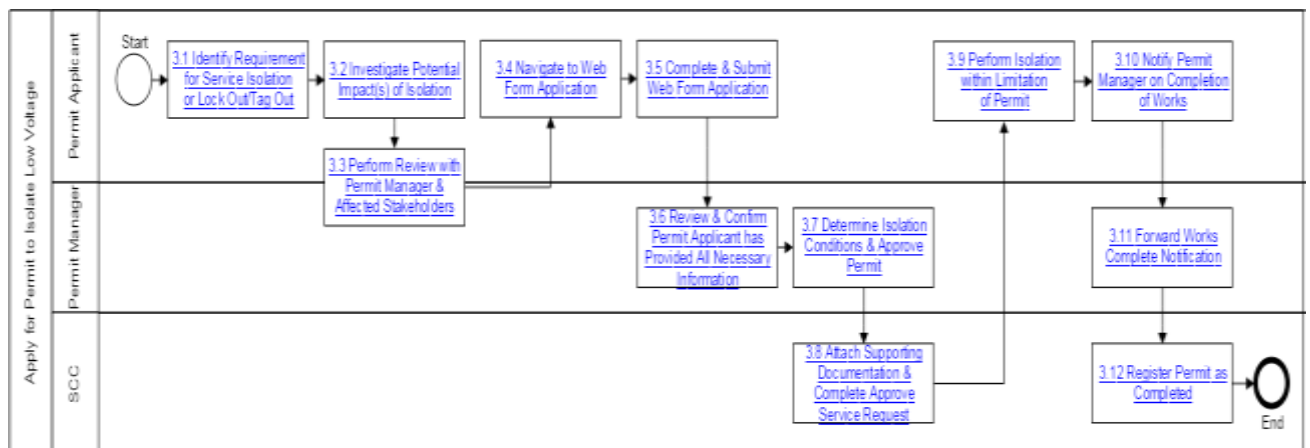 Apply for Permit to Isolate Low Voltage
Permit Applicant
Start
3.1 Identify Requirement
for Service Isolation
or Lock Out/Tag Out
3.2 Investigate Potential
Impact(s) of Isolation
3.3 Perform Review with
Permit Manager &
Affected Stakeholders
3.4 Navigate to Web
Form Application
3.5 Complete & Submit
Web Form Application
3.9 Perform Isolation
within Limitation
of Permit
3.10 Notify Permit
Manager on Completion
of Works
Permit Manager
3.6 Review & Confirm
Permit Applicant has
Provided All Necessary
Information
3.7 Determine Isolation
Conditions & Approve
Permit
3.11 Forward Works
Complete Notification
SCC
3.8 Attach Supporting
Documentation &
Complete Approve
Service Request
3.12 Register Permit as
Completed
End